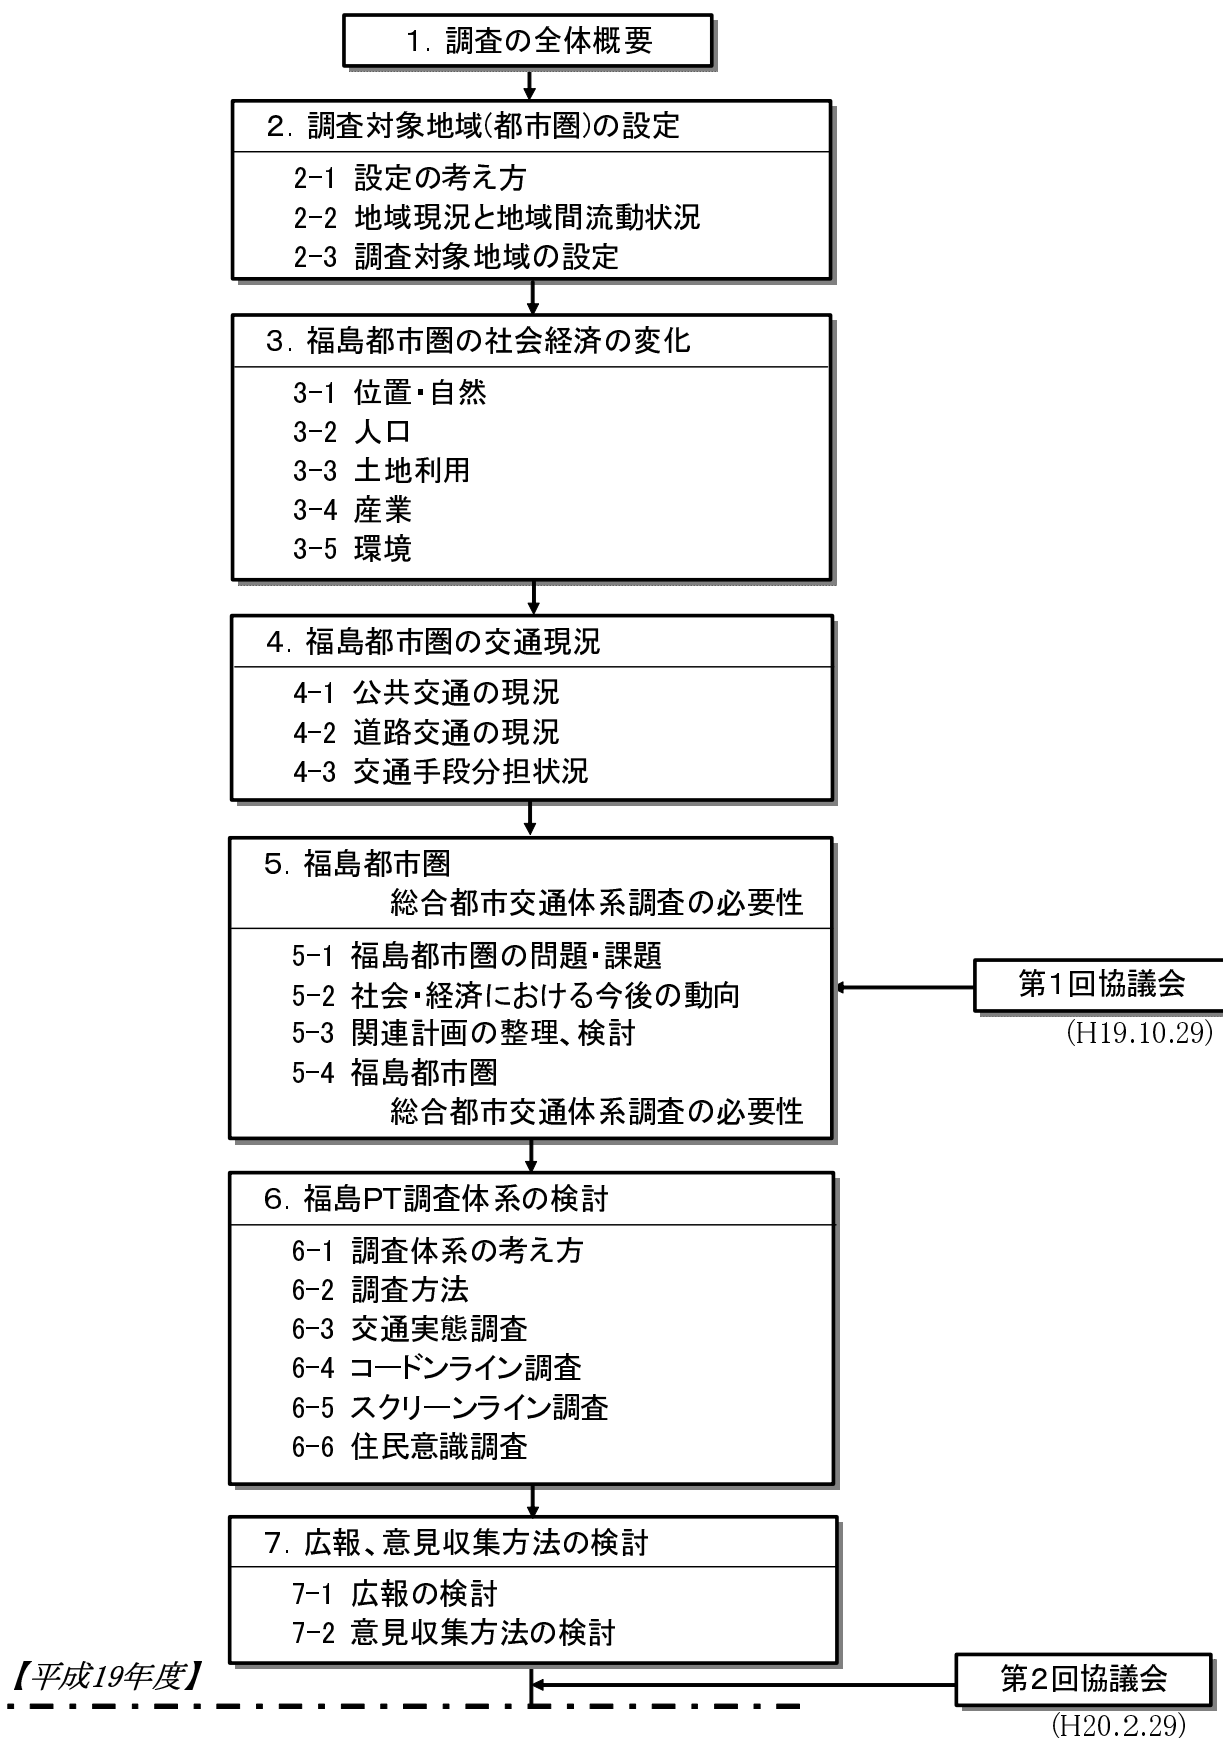 １．調査の全体概要
２．調査対象地域(都市圏)の設定
2-1 設定の考え方
2-2 地域現況と地域間流動状況
2-3 調査対象地域の設定
３．福島都市圏の社会経済の変化
3-1 位置・自然
3-2 人口
3-3 土地利用
3-4 産業
3-5 環境
４．福島都市圏の交通現況
4-1 公共交通の現況
4-2 道路交通の現況
4-3 交通手段分担状況
５．福島都市圏
総合都市交通体系調査の必要性
5-1 福島都市圏の問題・課題
5-2 社会・経済における今後の動向
5-3 関連計画の整理、検討
5-4 福島都市圏
総合都市交通体系調査の必要性
第１回協議会
(H19.10.29)
６．福島ＰＴ調査体系の検討
6-1 調査体系の考え方
6-2 調査方法
6-3 交通実態調査
6-4 コードンライン調査
6-5 スクリーンライン調査
6-6 住民意識調査
７．広報、意見収集方法の検討
7-1 広報の検討
7-2 意見収集方法の検討
【平成19年度】
第２回協議会
(H20.2.29)